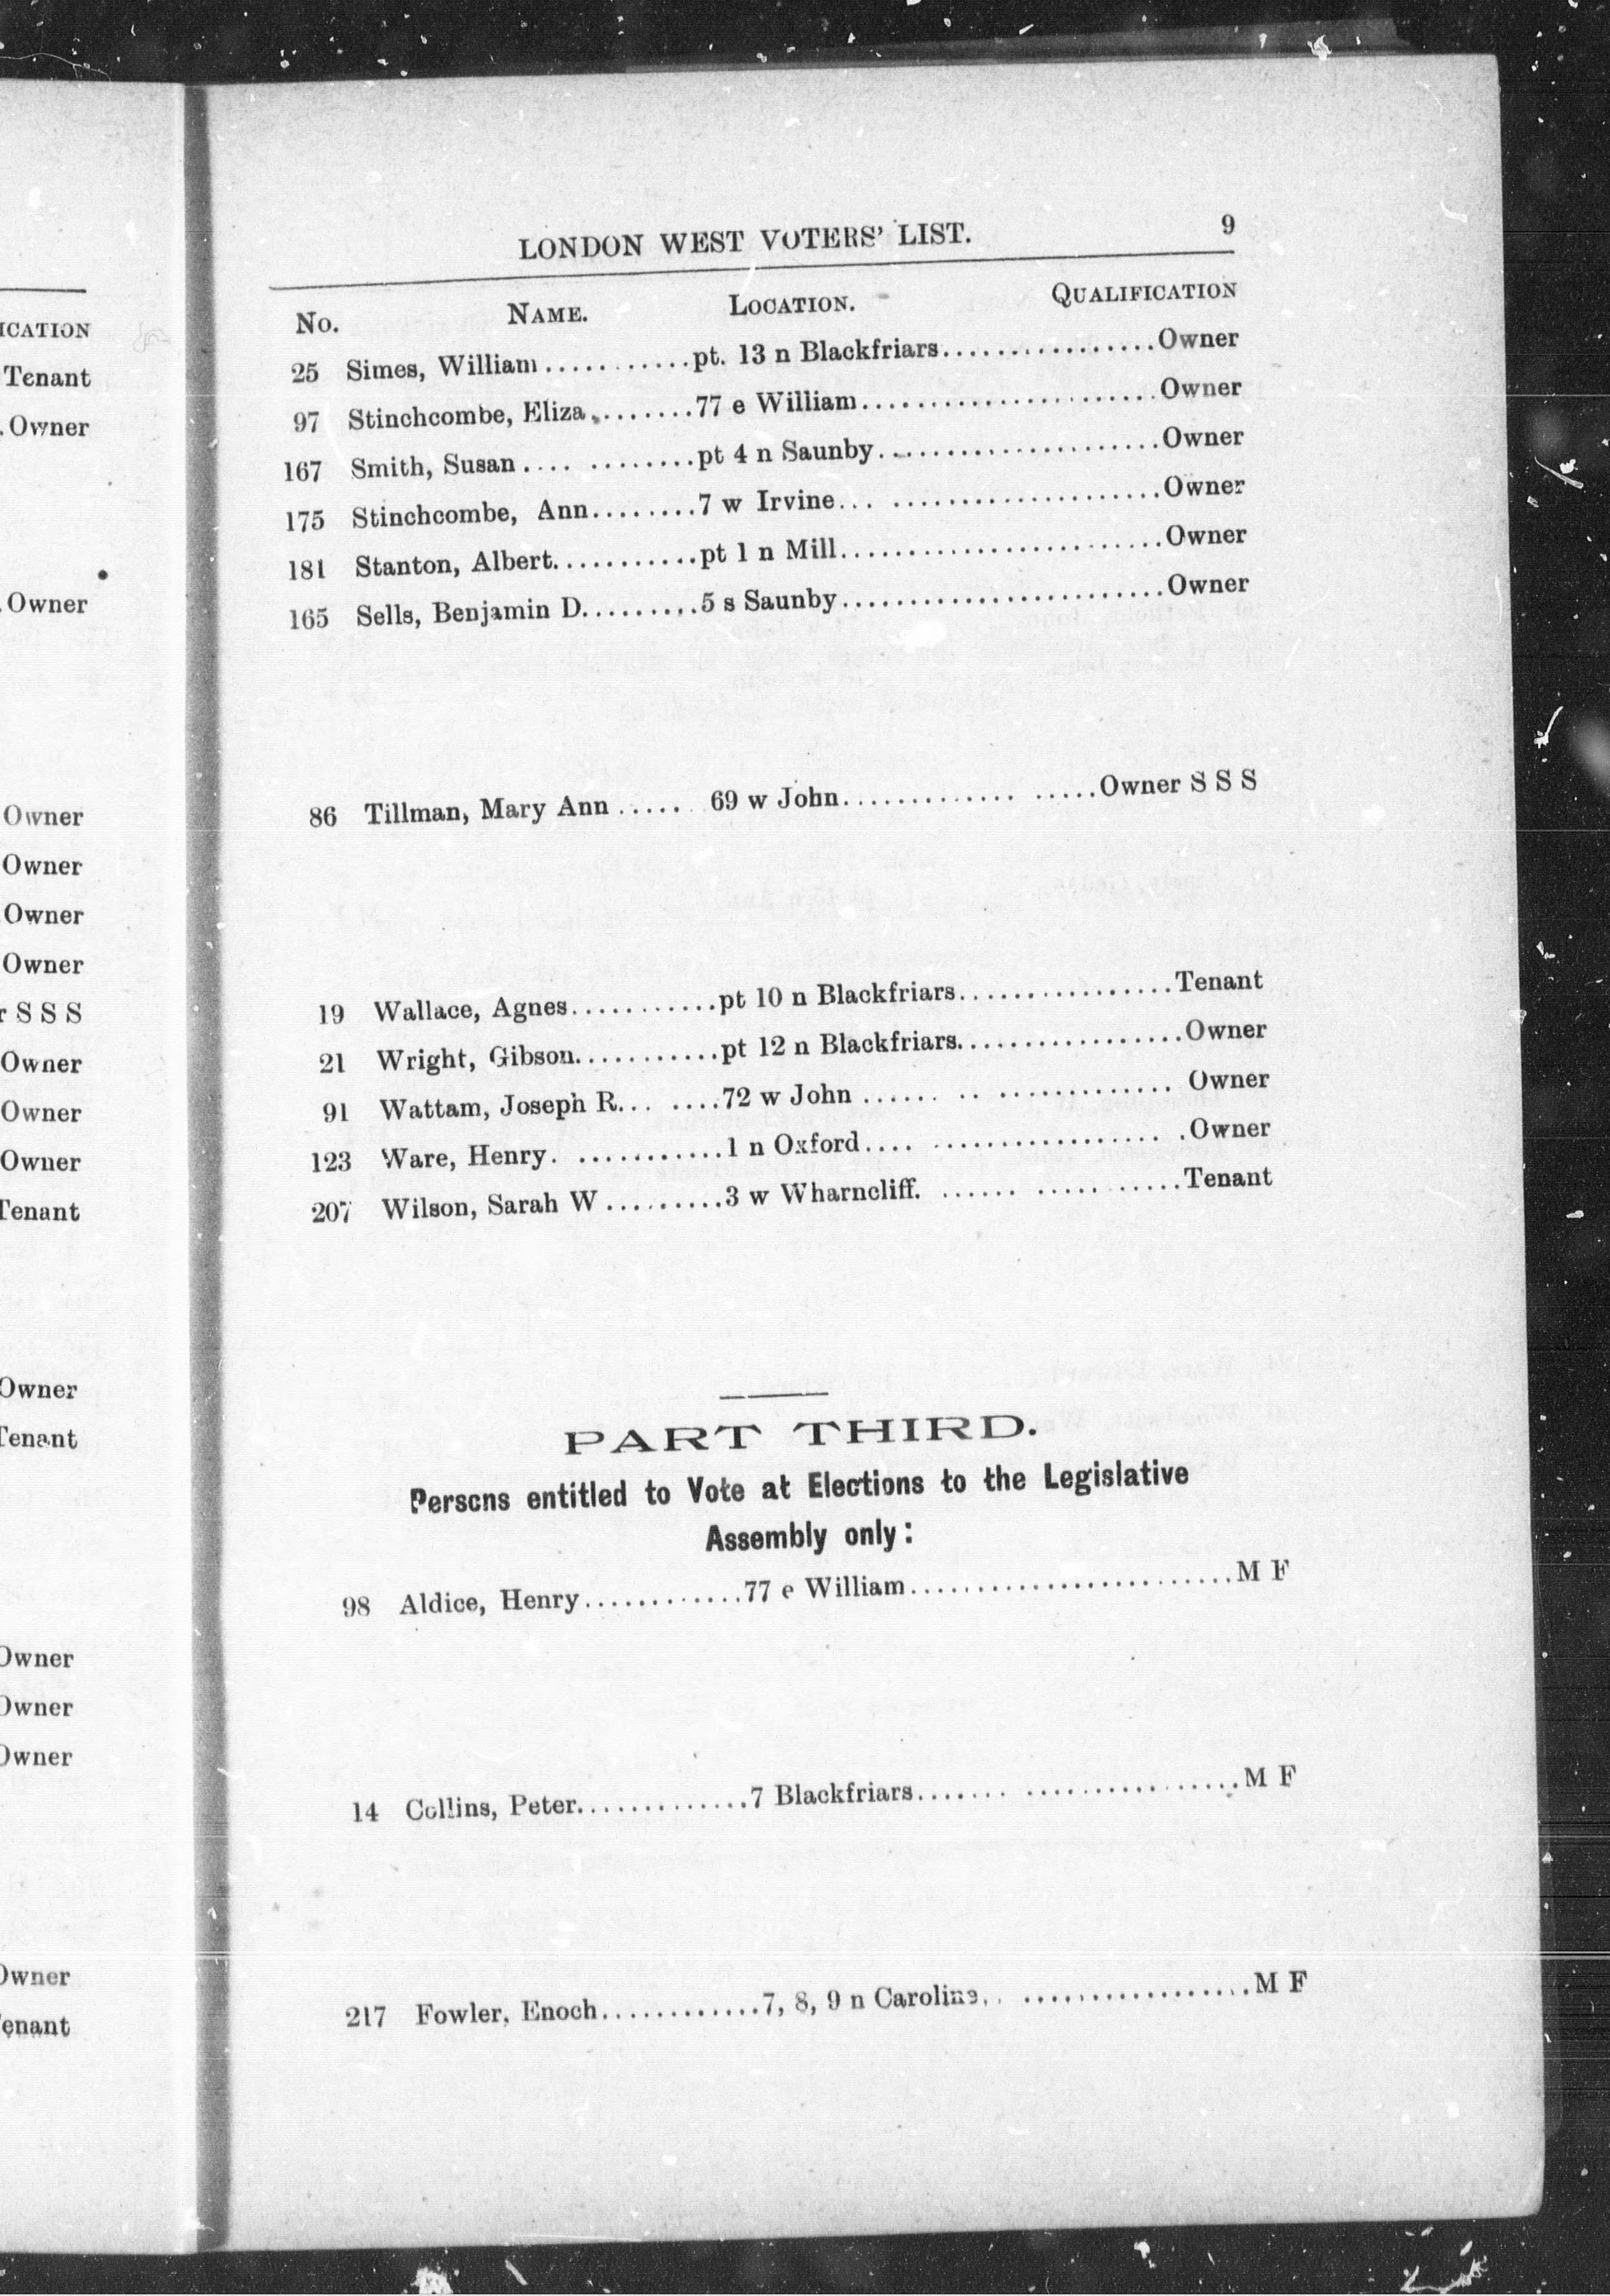 ICATION
Tenant
. Owner
. Owner
Owner
Owner
. Owner
Owner
r S S S
Owner
Owner
Owner
Tenant
Owner
Tenant
Owner
Owner
Owner
Owner
enant
LONDON WEST VOTERS' LIST. 9
No. NAME. LOCATION. QUALIFICATION
25 Simes, William...........pt. 13 n Blackfriars................Owner
97 Stinchcombe, Eliza........77 e William......................Owner
167 Smith, Susan.... ........pt 4 n Saunby.....................Owner
175 Stinchcombe, Ann........7 w Irvine... ....................Owner
181 Stanton, Albert...........pt 1 n Mill........................Owner
165 Sells, Benjamin D.........5 s Saunby........................Owner
86 Tillman, Mary Ann ..... 69 w John............. .....Owner S S S
19 Wallace, Agnes...........pt 10 n Blackfriars................Tenant
21 Wright, Gibson...........pt 12 n Blackfriars.................Owner
91 Wattam, Joseph R... ....72 w John ...... .. ............. Owner
123 Ware, Henry. ...........1 n Oxford.... ................. .Owner
207 Wilson, Sarah W.........3 w Wharncliff. ...... ...........Tenant
PART THIRD.
Persons entitled to Vote at Elections to the Legislative
Assembly only:
98 Aldice, Henry............77 e William........................M F
14 Collins, Peter.............7 Blackfriars....... ................M F
217 Fowler, Enoch............7, 8, 9 n Caroline.. .................M F